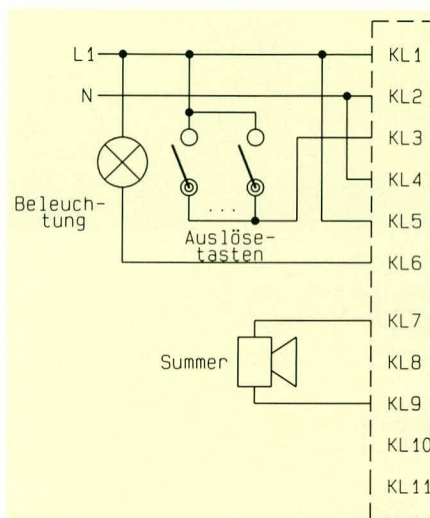 L1
KL1
N
KL2
KL3
KL4
Beleuch-
tung
...
Auslöse-
tasten
KL5
KL6
KL7
Summer
KL8
KL9
KL10
KL11